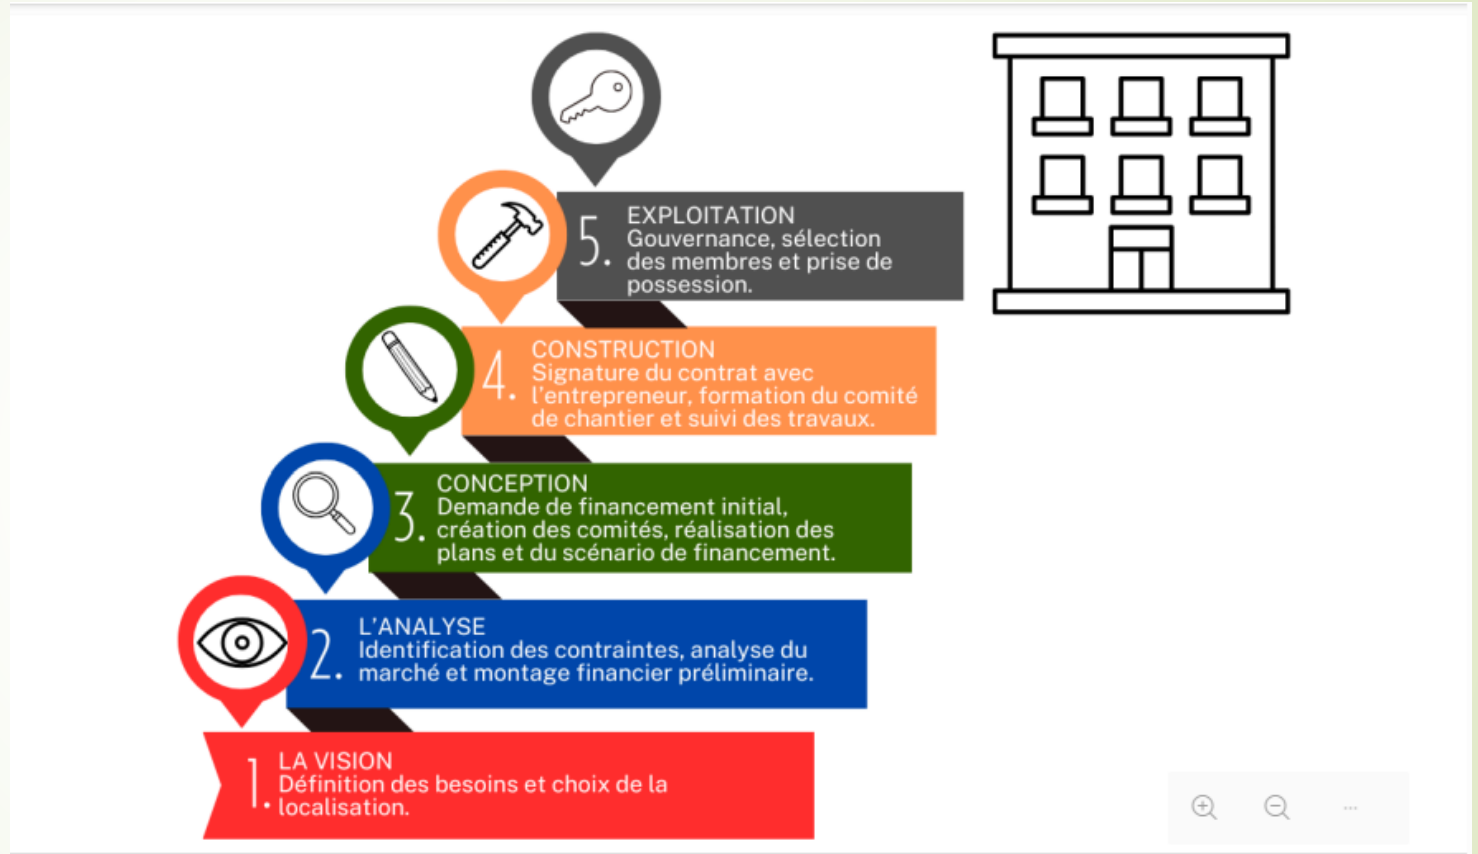 5.
EXPLOITATION
Gouvernance, sélection
des membres et prise de
possession.
4.
CONSTRUCTION
Signature du contrat avec
l'entrepreneur, formation du comité
de chantier et suivi des travaux.
3.
CONCEPTION
Demande de financement initial,
création des comités, réalisation des
plans et du scénario de financement.
2.
L'ANALYSE
Identification des contraintes, analyse du
marché et montage financier préliminaire.
1.
LA VISION
Définition des besoins et choix de la
localisation.